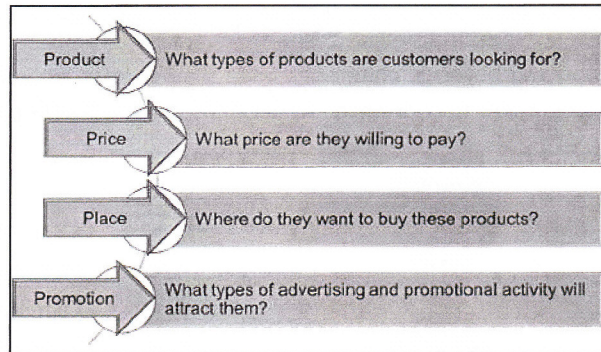 Product
What types of products are customers looking for?
Price
What price are they willing to pay?
Place
Where do they want to buy these products?
Promotion
What types of advertising and promotional activity will
attract them?